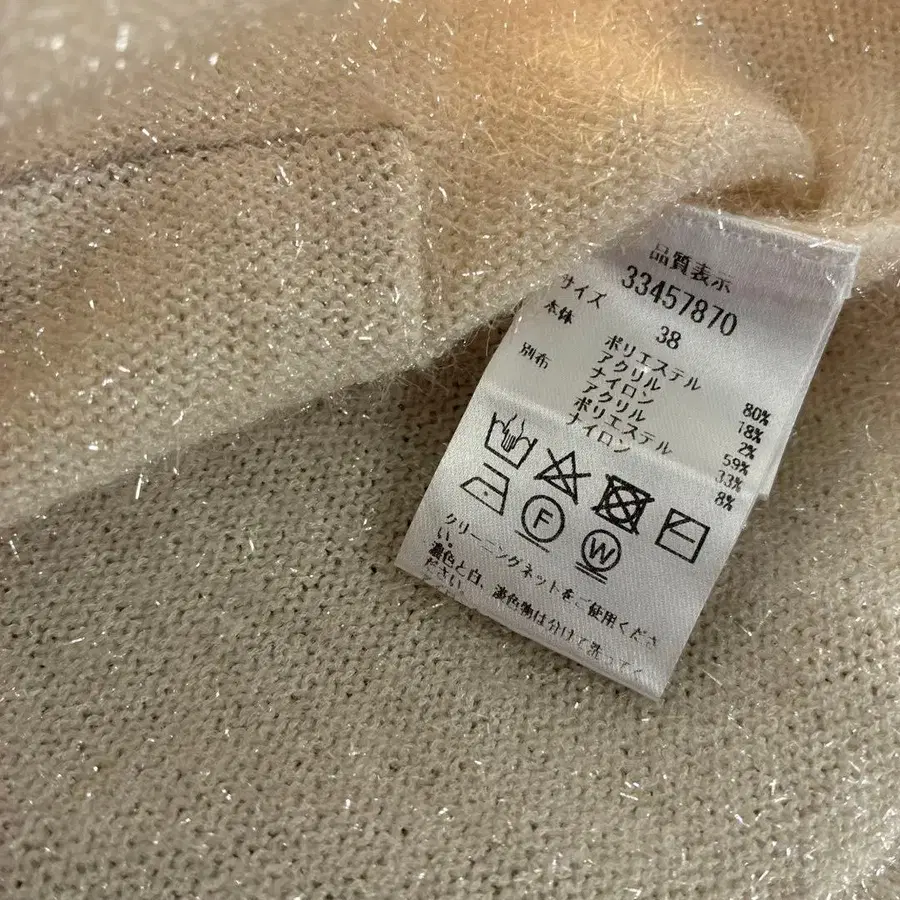 品質表示
33457870
サイズ 38
本体 ポリエステル 80%
アクリル 18%
ナイロン 2%
別布 アクリル 59%
ポリエステル 33%
ナイロン 8%
F
W
クリーニングネットをご使用くださ
い。
濃色と白、淡色物は分けて洗って
ください